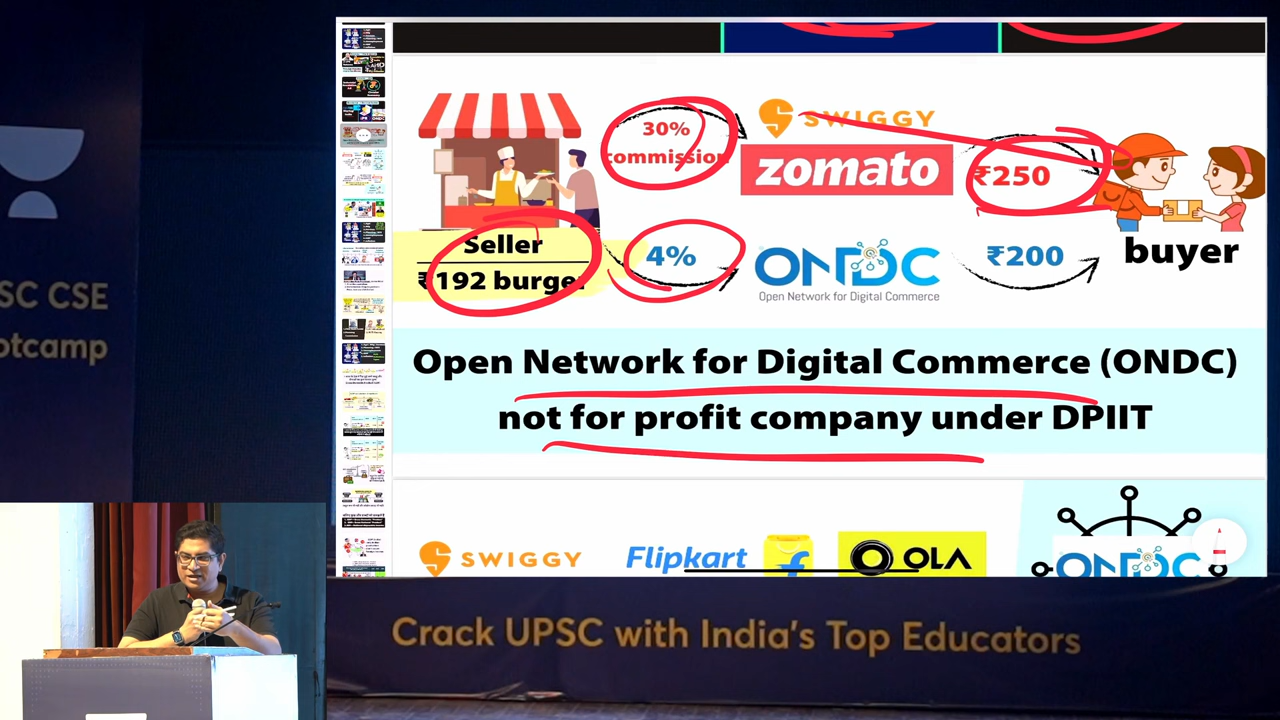 30%
commission
SWIGGY
zomato
₹250
Seller
₹192 burger
4%
ONDC
Open Network for Digital Commerce
₹200
buyer
Open Network for Digital Commerce (ONDC)
not for profit company under DPIIT
SWIGGY
Flipkart
f
OLA
ONDC
SC CSE
otcamp
Crack UPSC with India's Top Educators